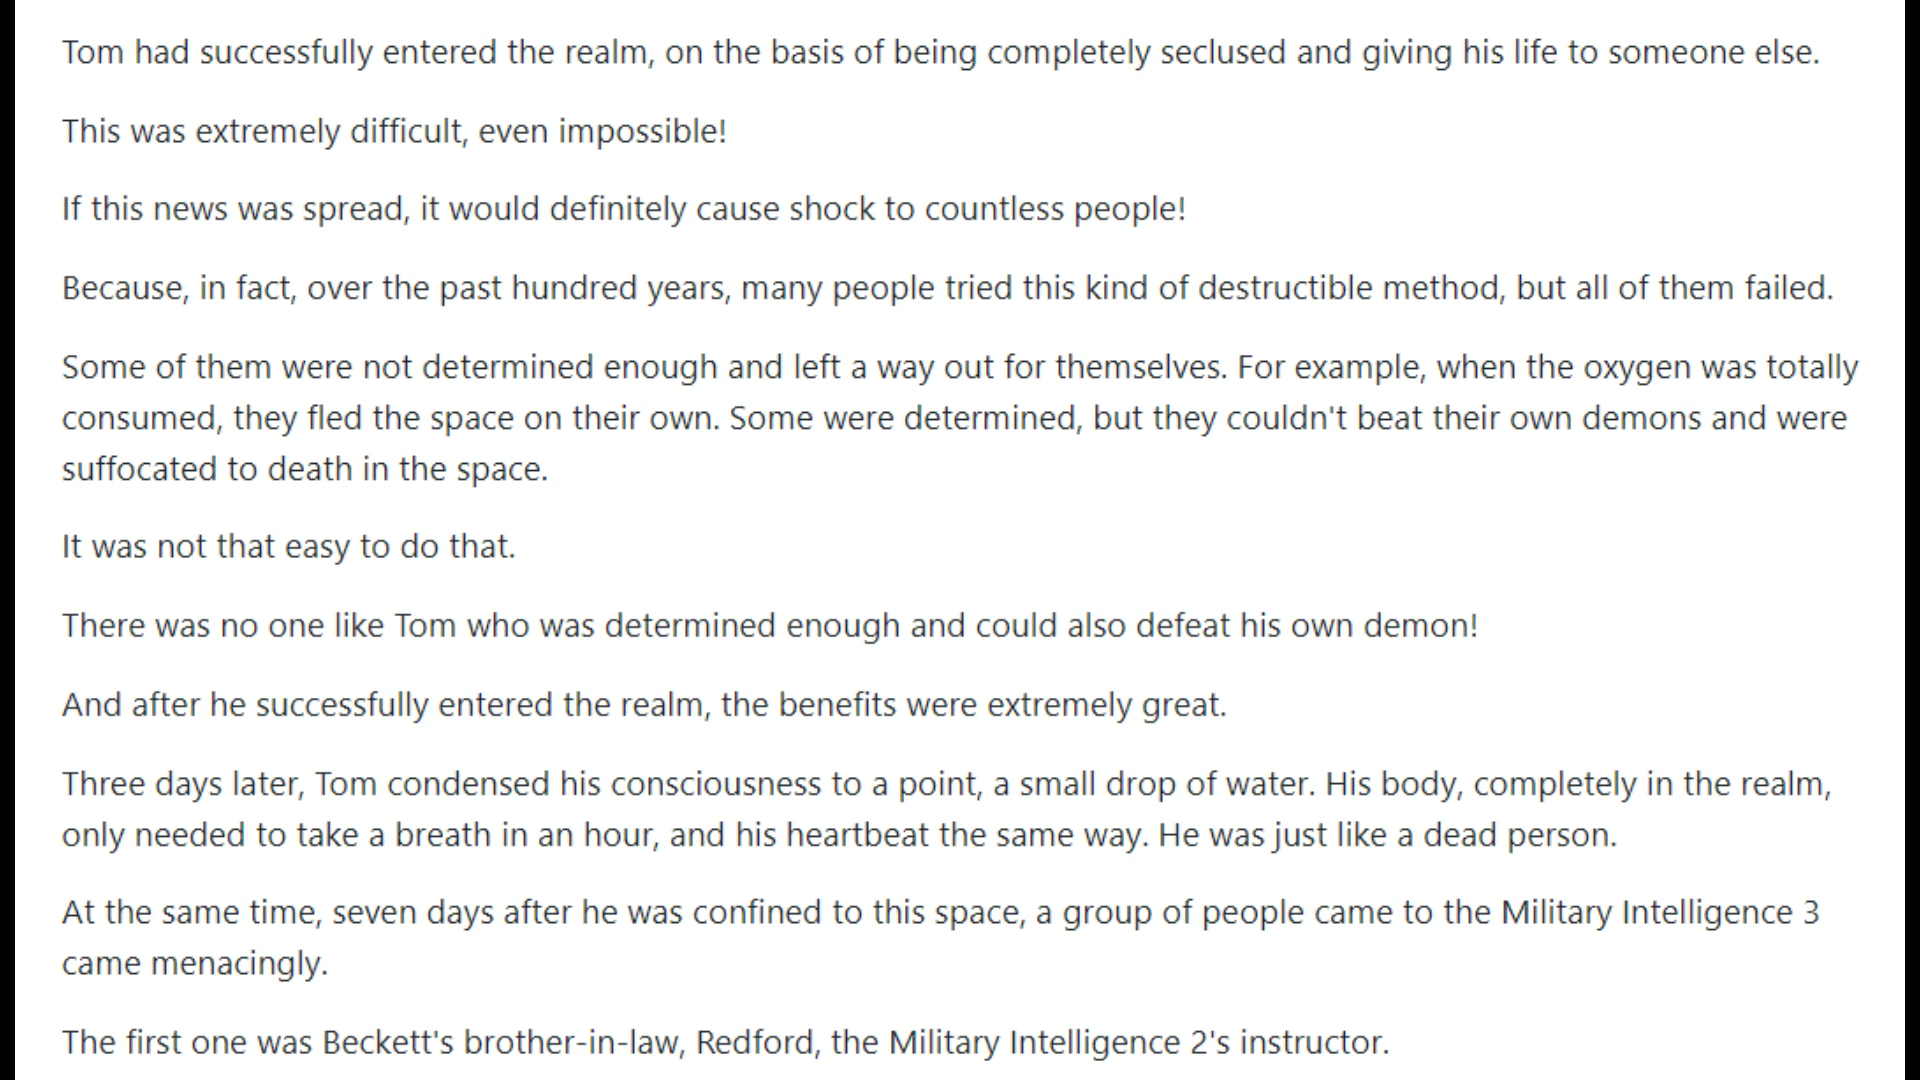 Tom had successfully entered the realm, on the basis of being completely seclused and giving his life to someone else.
This was extremely difficult, even impossible!
If this news was spread, it would definitely cause shock to countless people!
Because, in fact, over the past hundred years, many people tried this kind of destructible method, but all of them failed.
Some of them were not determined enough and left a way out for themselves. For example, when the oxygen was totally
consumed, they fled the space on their own. Some were determined, but they couldn't beat their own demons and were
suffocated to death in the space.
It was not that easy to do that.
There was no one like Tom who was determined enough and could also defeat his own demon!
And after he successfully entered the realm, the benefits were extremely great.
Three days later, Tom condensed his consciousness to a point, a small drop of water. His body, completely in the realm,
only needed to take a breath in an hour, and his heartbeat the same way. He was just like a dead person.
At the same time, seven days after he was confined to this space, a group of people came to the Military Intelligence 3
came menacingly.
The first one was Beckett's brother-in-law, Redford, the Military Intelligence 2's instructor.